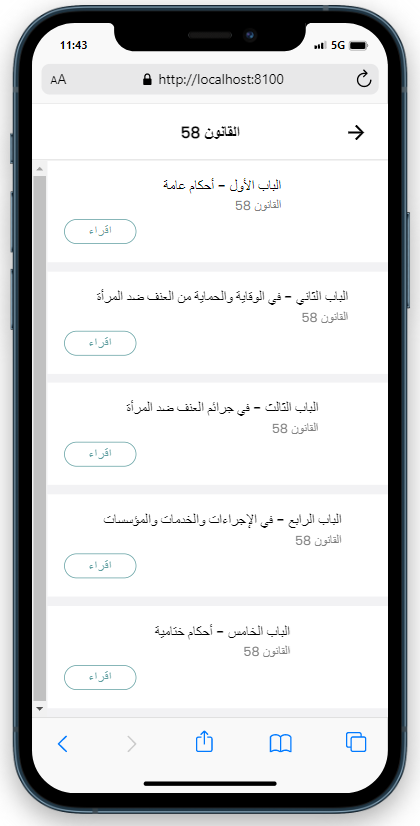 11:43
5G
AA
http://localhost:8100
القانون 58
الباب الأول – أحكام عامة
القانون 58
اقراء
الباب الثاني – في الوقاية والحماية من العنف ضد المرأة
القانون 58
اقراء
الباب الثالث – في جرائم العنف ضد المرأة
القانون 58
اقراء
الباب الرابع – في الإجراءات والخدمات والمؤسسات
القانون 58
اقراء
الباب الخامس – أحكام ختامية
القانون 58
اقراء